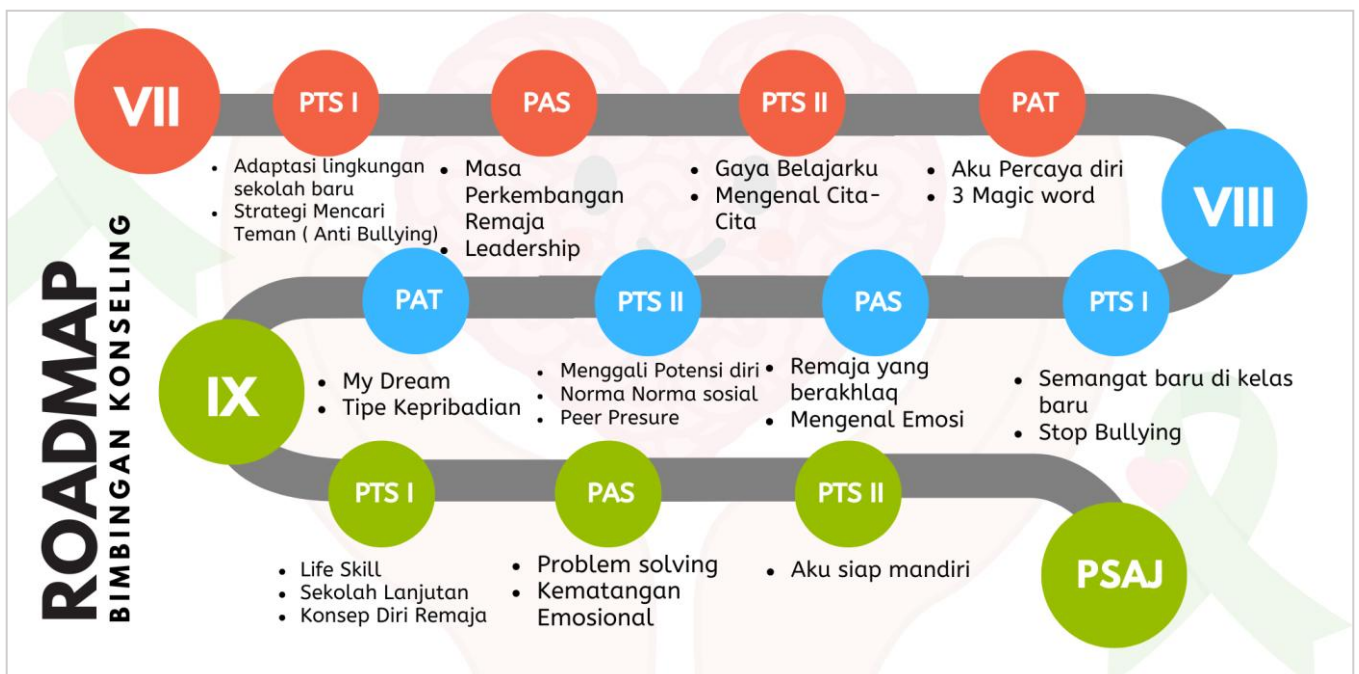 ROADMAP
BIMBINGAN KONSELING
VII
PTS I
• Adaptasi lingkungan
sekolah baru
• Strategi Mencari
Teman ( Anti Bullying)
PAS
• Masa
Perkembangan
Remaja
• Leadership
PTS II
• Gaya Belajarku
• Mengenal Cita-
Cita
PAT
• Aku Percaya diri
• 3 Magic word
VIII
PTS I
• Semangat baru di kelas
baru
• Stop Bullying
PAS
• Remaja yang
berakhlaq
• Mengenal Emosi
PTS II
• Menggali Potensi diri
• Norma Norma sosial
• Peer Presure
PAT
• My Dream
• Tipe Kepribadian
IX
PTS I
• Life Skill
• Sekolah Lanjutan
• Konsep Diri Remaja
PAS
• Problem solving
• Kematangan
Emosional
PTS II
• Aku siap mandiri
PSAJ